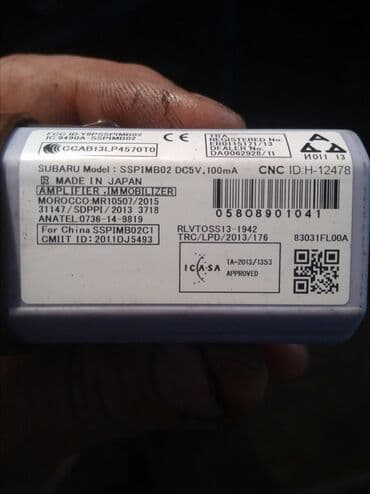 FCC ID:Y8PSSPIMB02
IC:9490A-SSPIMB02
CCAB13LP4570T0
CE
TRA
REGISTERED No.
ER0115171/13
DEALER No.
DA0062928/11
И011 13
SUBARU Model : SSPIMB02 DC5V,100mA
CNC ID:H-12478
R MADE IN JAPAN
AMPLIFIER ,IMMOBILIZER
MOROCCO:MR10507/2015
31147/SDPPI/2013 3718
ANATEL:0736-14-9819
05808901041
For China SSPIMB02C1
CMIIT ID:2011DJ5493
RLVTOSS13-1942
TRC/LPD/2013/176
83031FL00A
ICASA
TA-2013/1353
APPROVED